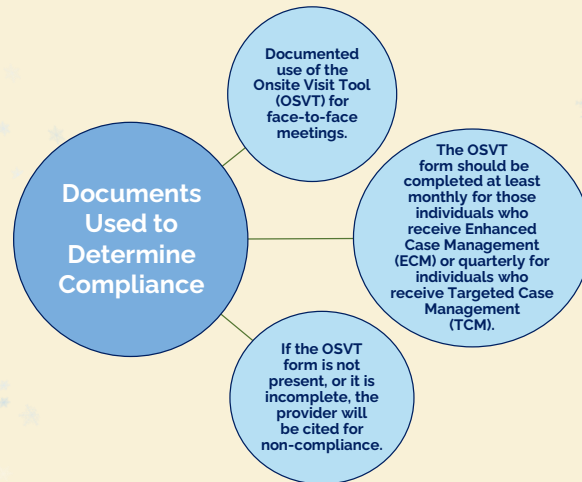 Documented
use of the
Onsite Visit Tool
(OSVT) for
face-to-face
meetings.
Documents
Used to
Determine
Compliance
The OSVT
form should be
completed at least
monthly for those
individuals who
receive Enhanced
Case Management
(ECM) or quarterly for
individuals who
receive Targeted Case
Management
(TCM).
If the OSVT
form is not
present, or it is
incomplete, the
provider will
be cited for
non-compliance.